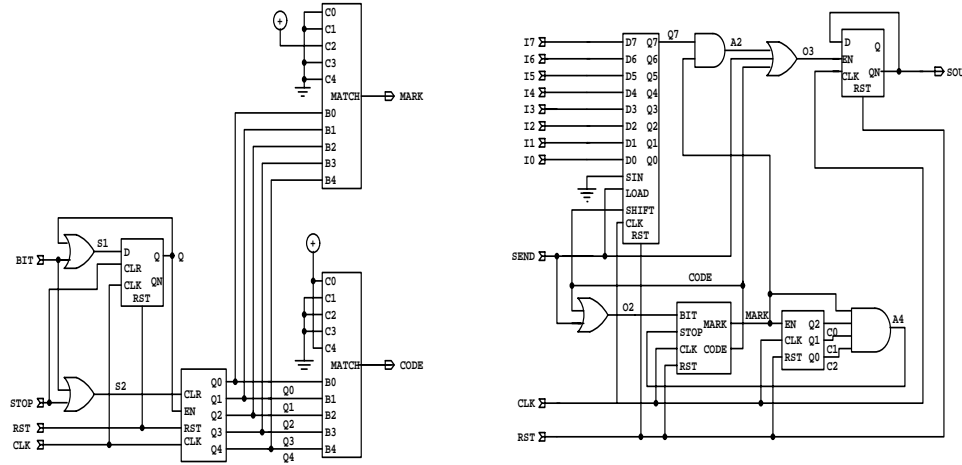 C0
C1
C2
C3
C4
MATCH
MARK
B0
B1
B2
B3
B4
C0
C1
C2
C3
C4
MATCH
CODE
B0
B1
B2
B3
B4
BIT
S1
D
Q
Q
CLR
QN
CLK
RST
S2
STOP
RST
CLK
CLR
EN
RST
CLK
Q0
Q1
Q2
Q3
Q4
Q0
Q1
Q2
Q3
Q4
I7
I6
I5
I4
I3
I2
I1
I0
D7
D6
D5
D4
D3
D2
D1
D0
Q7
Q6
Q5
Q4
Q3
Q2
Q1
Q0
SIN
LOAD
SHIFT
CLK
RST
Q7
A2
O3
D
Q
EN
CLK
QN
RST
SOU
SEND
CODE
O2
BIT
STOP
CLK
RST
MARK
CODE
MARK
EN
CLK
RST
Q2
Q1
Q0
C0
C1
C2
A4
CLK
RST